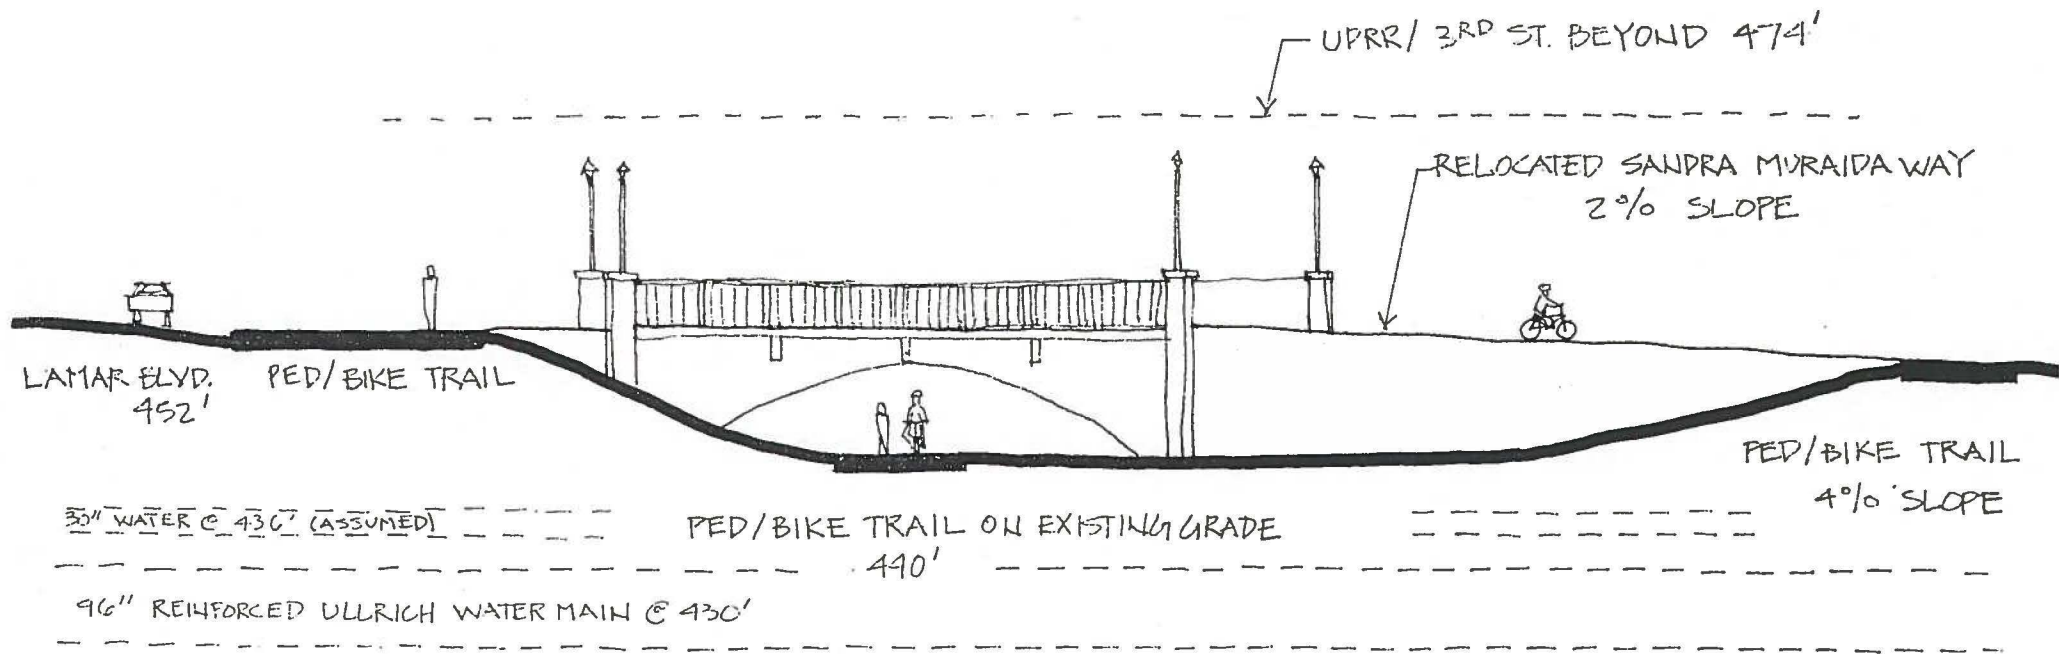 UPRR/ 3RD ST. BEYOND 474'
RELOCATED SANDRA MURAIDA WAY
2% SLOPE
LAMAR BLVD.
452'
PED/BIKE TRAIL
PED/BIKE TRAIL
4% SLOPE
30" WATER @ 436' (ASSUMED)
PED/BIKE TRAIL ON EXISTING GRADE
440'
96" REINFORCED ULLRICH WATER MAIN @ 430'